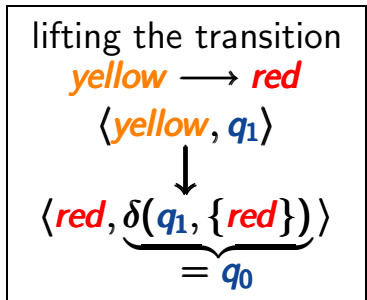 lifting the transition
yellow ⟶ red
⟨yellow, q₁⟩
↓
⟨red, δ(q₁, {red})⟩
= q₀